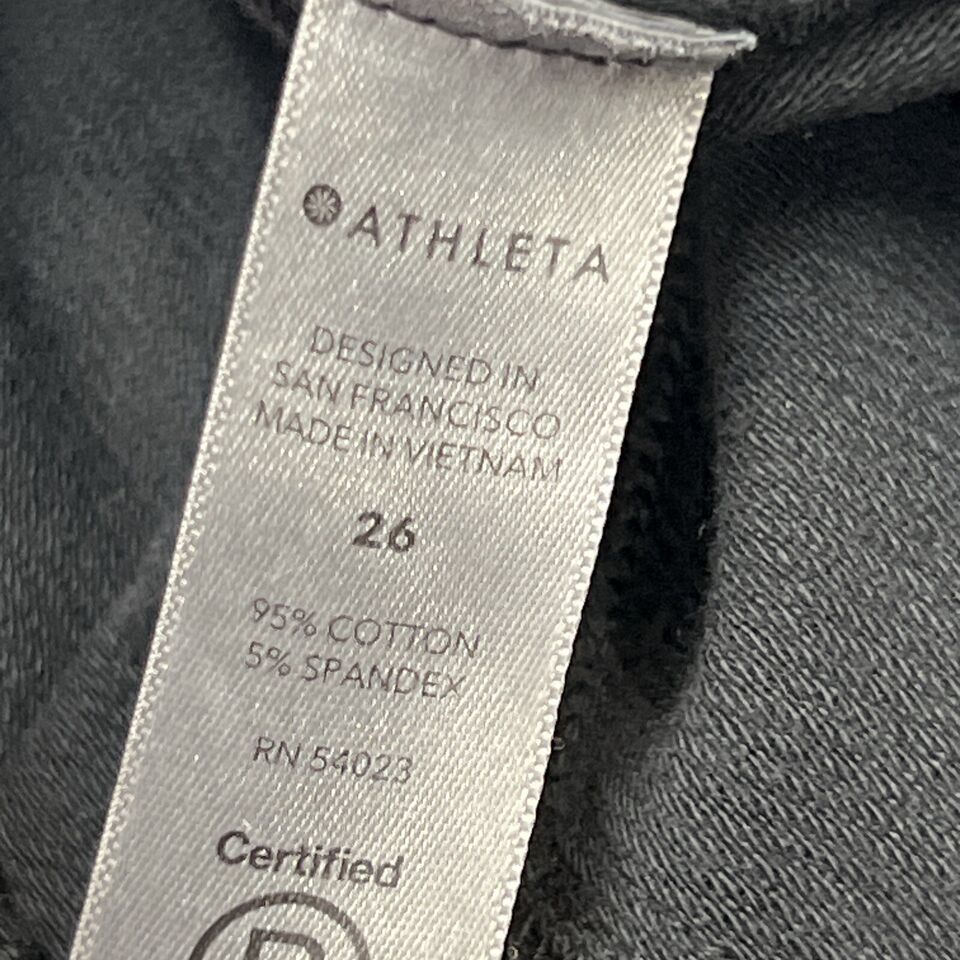 ATHLETA
DESIGNED IN
SAN FRANCISCO
MADE IN VIETNAM
26
95% COTTON
5% SPANDEX
RN 54023
Certified
B